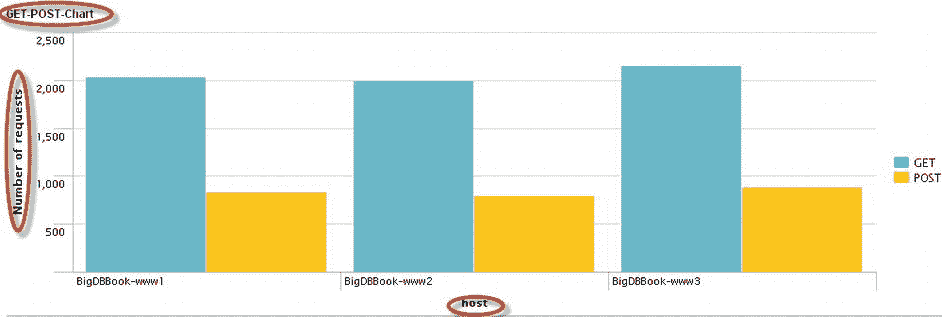 GET-POST-Chart
2,500
2,000
1,500
1,000
500
Number of requests
GET
POST
BigDBBook-www1
BigDBBook-www2
BigDBBook-www3
host